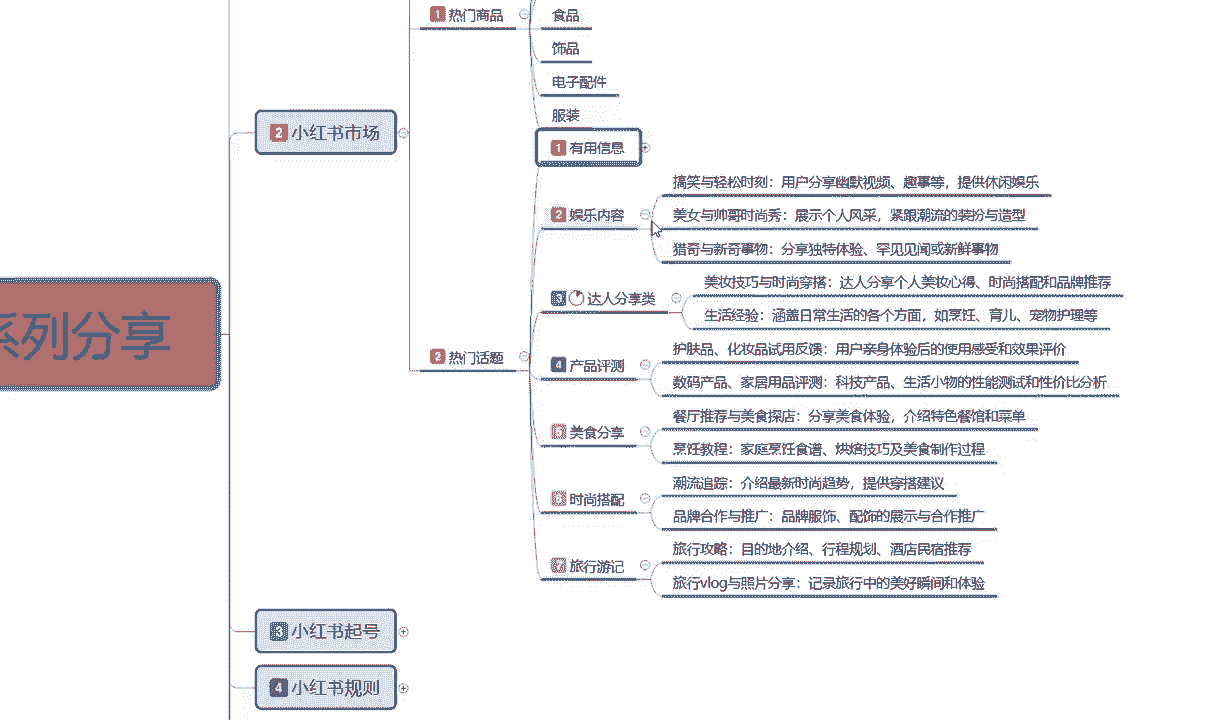 系列分享
2 小红书市场
1 热门商品
食品
饰品
电子配件
服装
2 热门话题
1 有用信息
2 娱乐内容
搞笑与轻松时刻：用户分享幽默视频、趣事等，提供休闲娱乐
美女与帅哥时尚秀：展示个人风采，紧跟潮流的装扮与造型
猎奇与新奇事物：分享独特体验、罕见见闻或新鲜事物
3 达人分享类
美妆技巧与时尚穿搭：达人分享个人美妆心得、时尚搭配和品牌推荐
生活经验：涵盖日常生活的各个方面，如烹饪、育儿、宠物护理等
4 产品评测
护肤品、化妆品试用反馈：用户亲身体验后的使用感受和效果评价
数码产品、家居用品评测：科技产品、生活小物的性能测试和性价比分析
5 美食分享
餐厅推荐与美食探店：分享美食体验，介绍特色餐馆和菜单
烹饪教程：家庭烹饪食谱、烘焙技巧及美食制作过程
6 时尚搭配
潮流追踪：介绍最新时尚趋势，提供穿搭建议
品牌合作与推广：品牌服饰、配饰的展示与合作推广
7 旅行游记
旅行攻略：目的地介绍、行程规划、酒店民宿推荐
旅行vlog与照片分享：记录旅行中的美好瞬间和体验
3 小红书起号
4 小红书规则